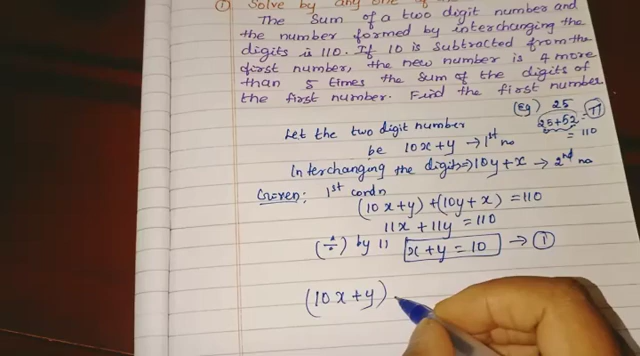 ① Solve by any one of
The Sum of a two digit number and
the number formed by interchanging the
digits is 110. If 10 is subtracted from the
first number, the new number is 4 more
than 5 times the sum of the digits of
the first number. Find the first number.
(Eg) 25
25+52
= 110
Let the two digit number
be 10x+y → 1st no
Interchanging the digits ⇒ 10y+x → 2nd no
Given: 1st condn
(10x+y) + (10y+x) = 110
11x + 11y = 110
(÷) by 11 x+y = 10 → ①
(10x+y)